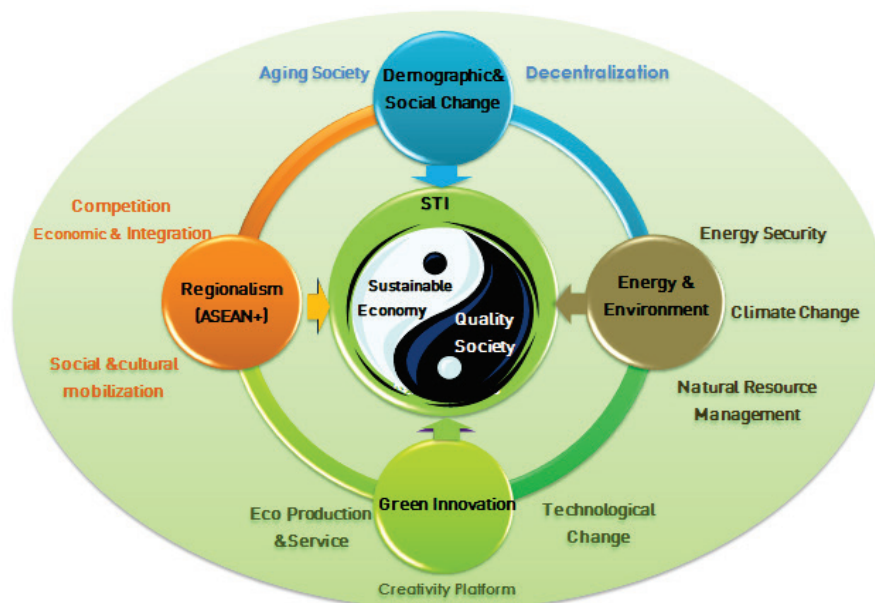 Aging Society
Demographic&
Social Change
Decentralization
Competition
Economic & Integration
Regionalism
(ASEAN+)
Social &cultural
mobilization
STI
Sustainable
Economy
Quality
Society
Energy &
Environment
Energy Security
Climate Change
Natural Resource
Management
Green Innovation
Eco Production
&Service
Technological
Change
Creativity Platform